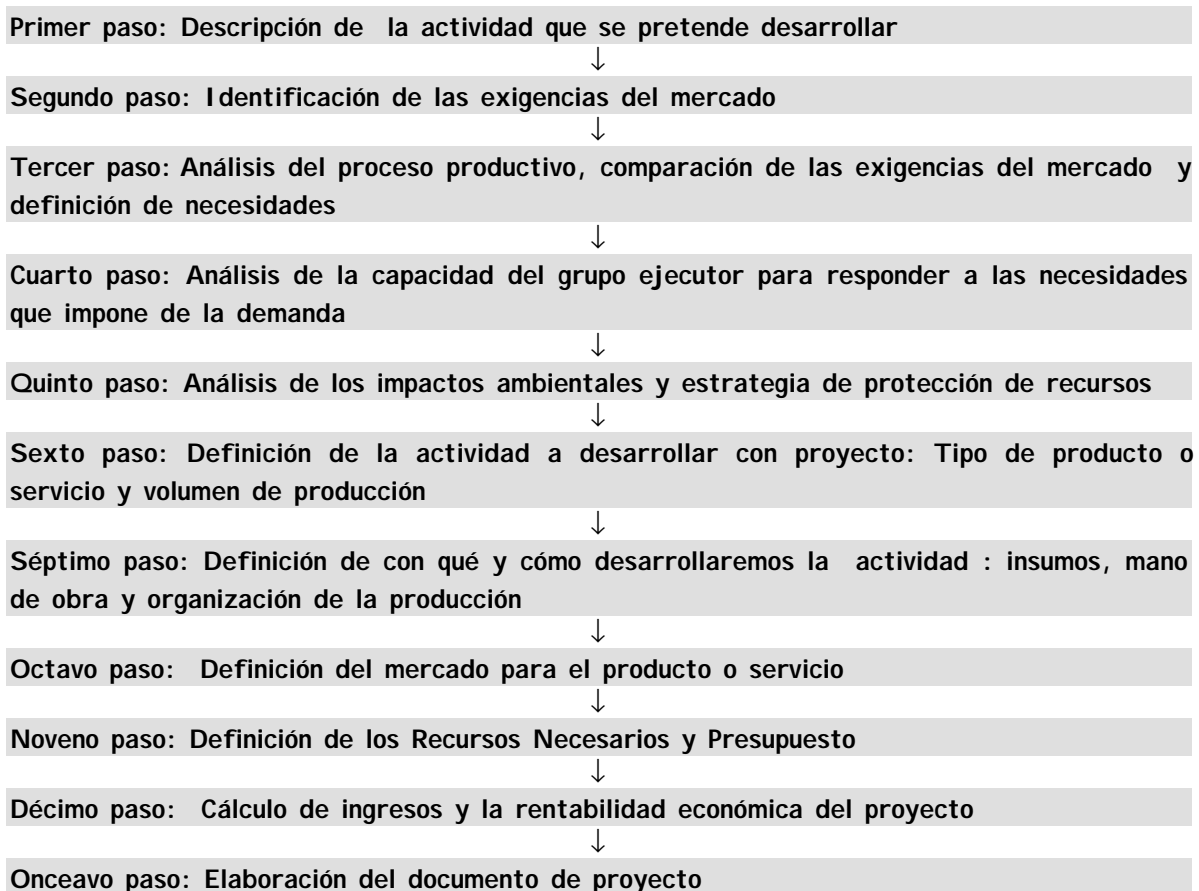 Primer paso: Descripción de la actividad que se pretende desarrollar
↓
Segundo paso: Identificación de las exigencias del mercado
↓
Tercer paso: Análisis del proceso productivo, comparación de las exigencias del mercado y
definición de necesidades
↓
Cuarto paso: Análisis de la capacidad del grupo ejecutor para responder a las necesidades
que impone de la demanda
↓
Quinto paso: Análisis de los impactos ambientales y estrategia de protección de recursos
↓
Sexto paso: Definición de la actividad a desarrollar con proyecto: Tipo de producto o
servicio y volumen de producción
↓
Séptimo paso: Definición de con qué y cómo desarrollaremos la actividad : insumos, mano
de obra y organización de la producción
↓
Octavo paso: Definición del mercado para el producto o servicio
↓
Noveno paso: Definición de los Recursos Necesarios y Presupuesto
↓
Décimo paso: Cálculo de ingresos y la rentabilidad económica del proyecto
↓
Onceavo paso: Elaboración del documento de proyecto